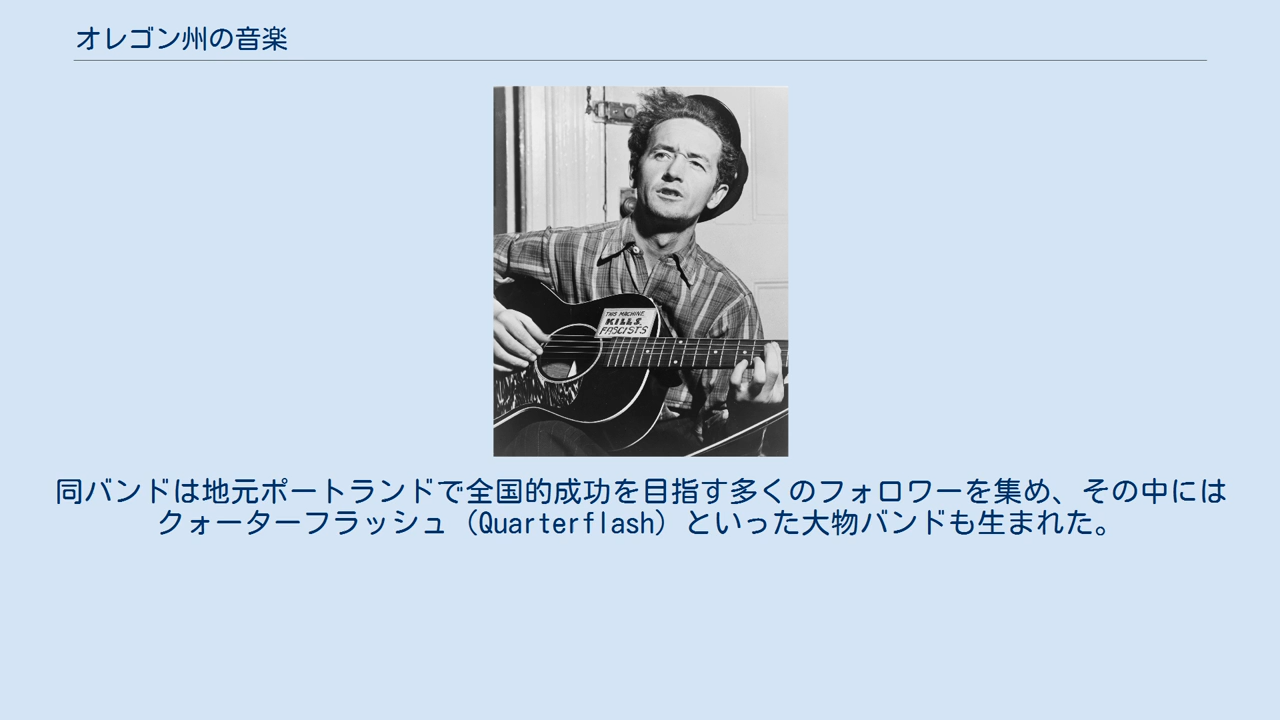 オレゴン州の音楽
THIS MACHINE
KILLS
FASCISTS
同バンドは地元ポートランドで全国的成功を目指す多くのフォロワーを集め、その中には
クォーターフラッシュ（Quarterflash）といった大物バンドも生まれた。